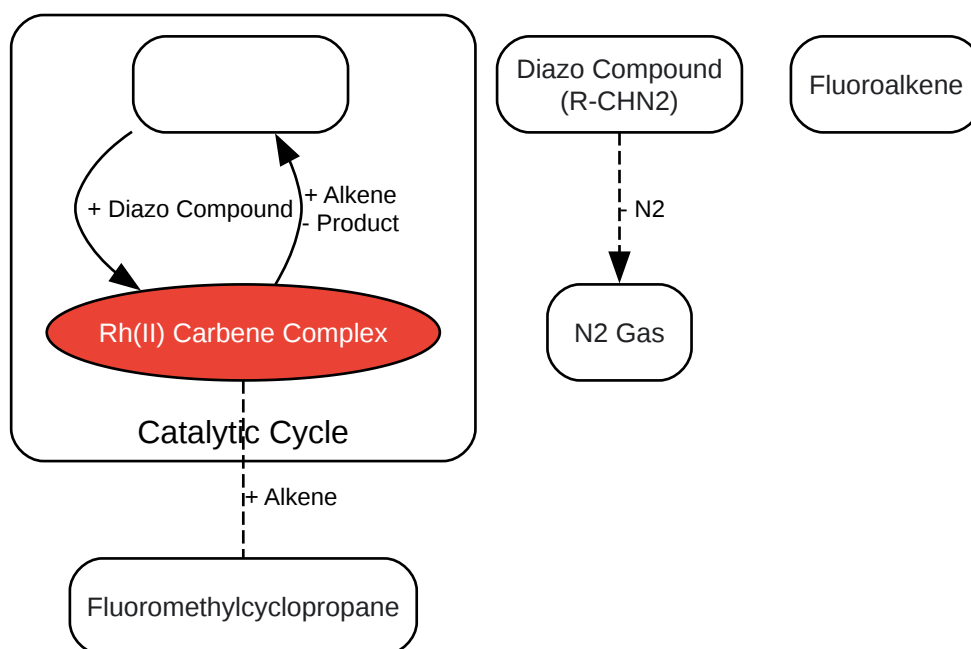 Diazo Compound
(R-CHN2)
Fluoroalkene
+ Diazo Compound
+ Alkene
- Product
- N2
Rh(II) Carbene Complex
N2 Gas
Catalytic Cycle
+ Alkene
Fluoromethylcyclopropane